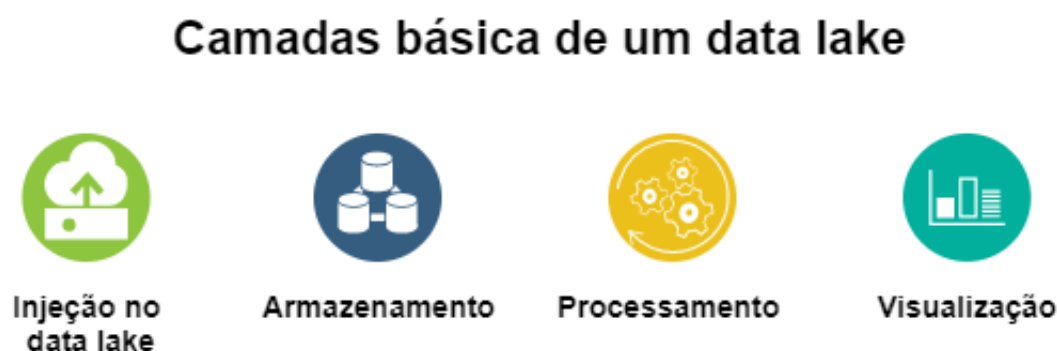 Camadas básica de um data lake
Injeção no
data lake
Armazenamento
Processamento
Visualização